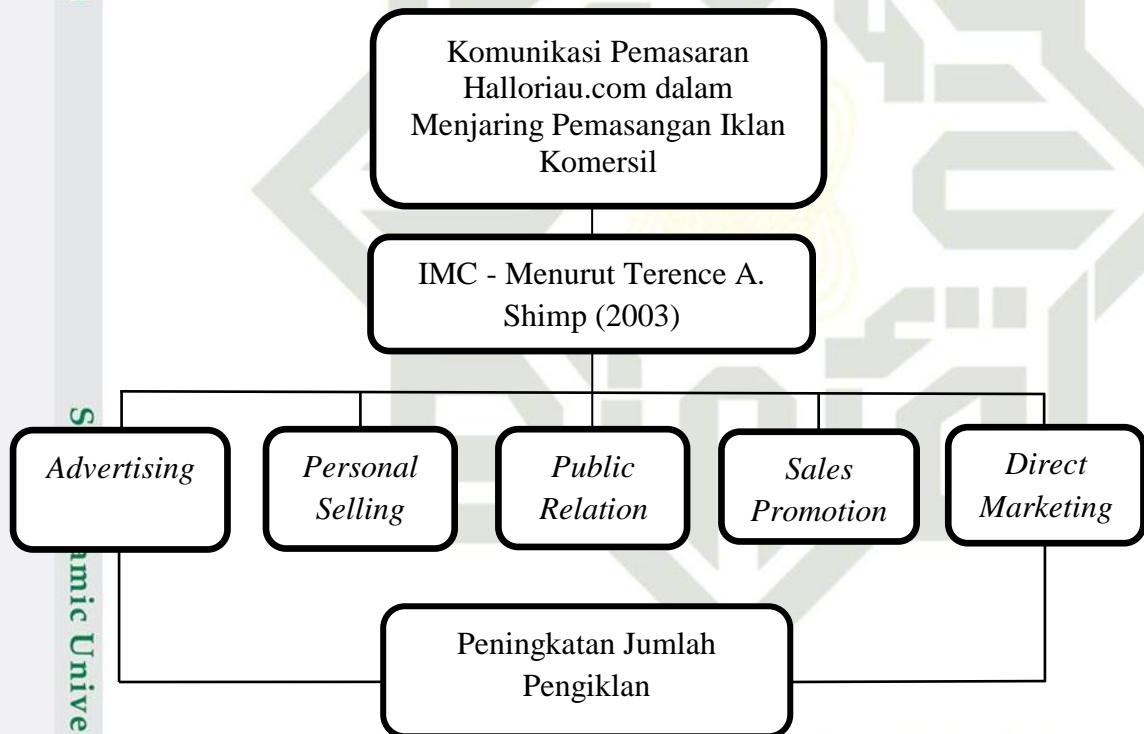 Komunikasi Pemasaran
Halloriau.com dalam
Menjaring Pemasangan Iklan
Komersil
IMC - Menurut Terence A.
Shimp (2003)
Advertising
Personal
Selling
Public
Relation
Sales
Promotion
Direct
Marketing
Peningkatan Jumlah
Pengiklan